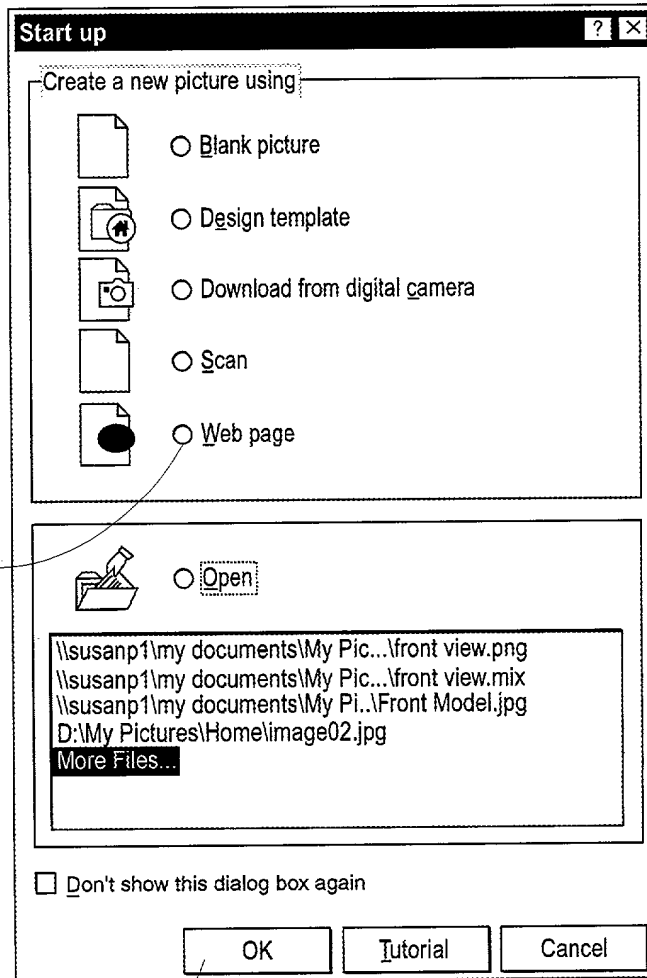 Start up ? X
Create a new picture using
Blank picture
Design template
Download from digital camera
Scan
Web page
Open
\\susanp1\my documents\My Pic...\front view.png
\\susanp1\my documents\My Pic...\front view.mix
\\susanp1\my documents\My Pi..\Front Model.jpg
D:\My Pictures\Home\image02.jpg
More Files...
Don't show this dialog box again
OK Tutorial Cancel